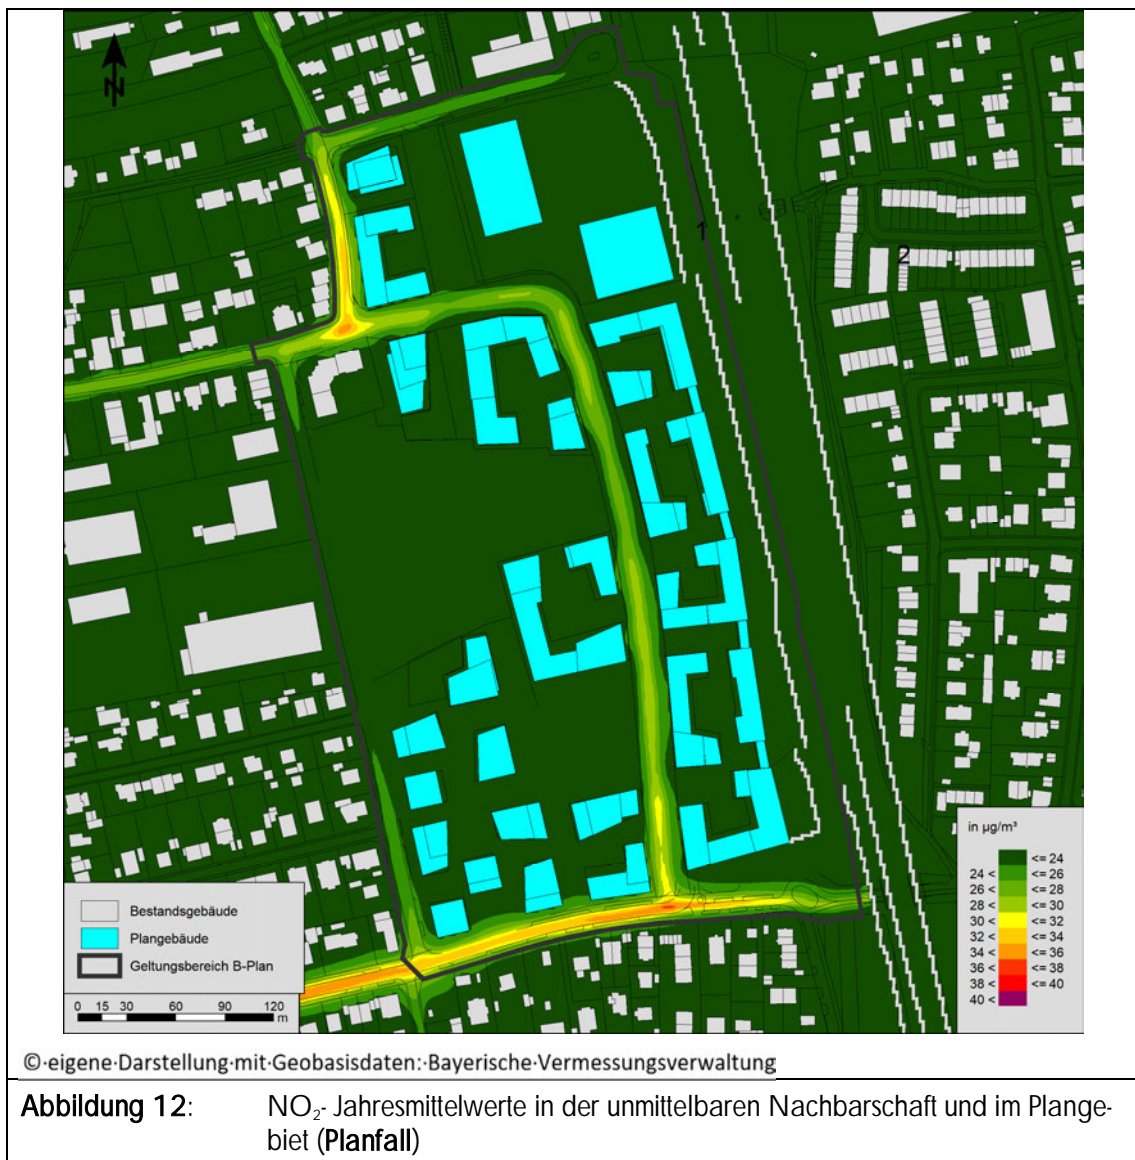 N
1
2
in µg/m³
<= 24
24 < <= 26
26 < <= 28
28 < <= 30
30 < <= 32
32 < <= 34
34 < <= 36
36 < <= 38
38 < <= 40
40 <
Bestandsgebäude
Plangebäude
Geltungsbereich B-Plan
0 15 30 60 90 120
m
©·eigene·Darstellung·mit·Geobasisdaten:·Bayerische·Vermessungsverwaltung
Abbildung 12: NO₂- Jahresmittelwerte in der unmittelbaren Nachbarschaft und im Plange-
biet (Planfall)